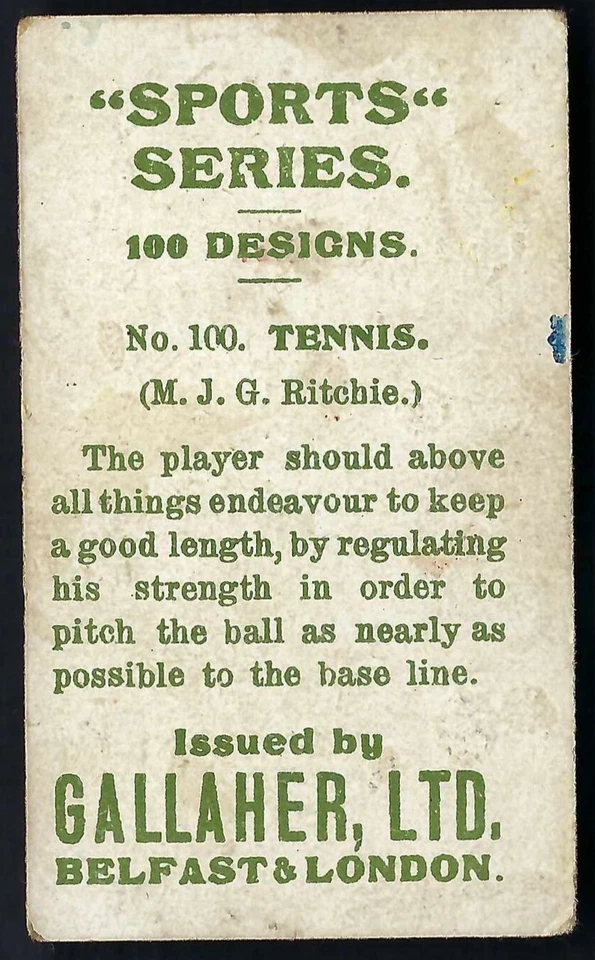 “SPORTS“
SERIES.
100 DESIGNS.
No. 100. TENNIS.
(M. J. G. Ritchie.)
The player should above
all things endeavour to keep
a good length, by regulating
his strength in order to
pitch the ball as nearly as
possible to the base line.
Issued by
GALLAHER, LTD.
BELFAST & LONDON.